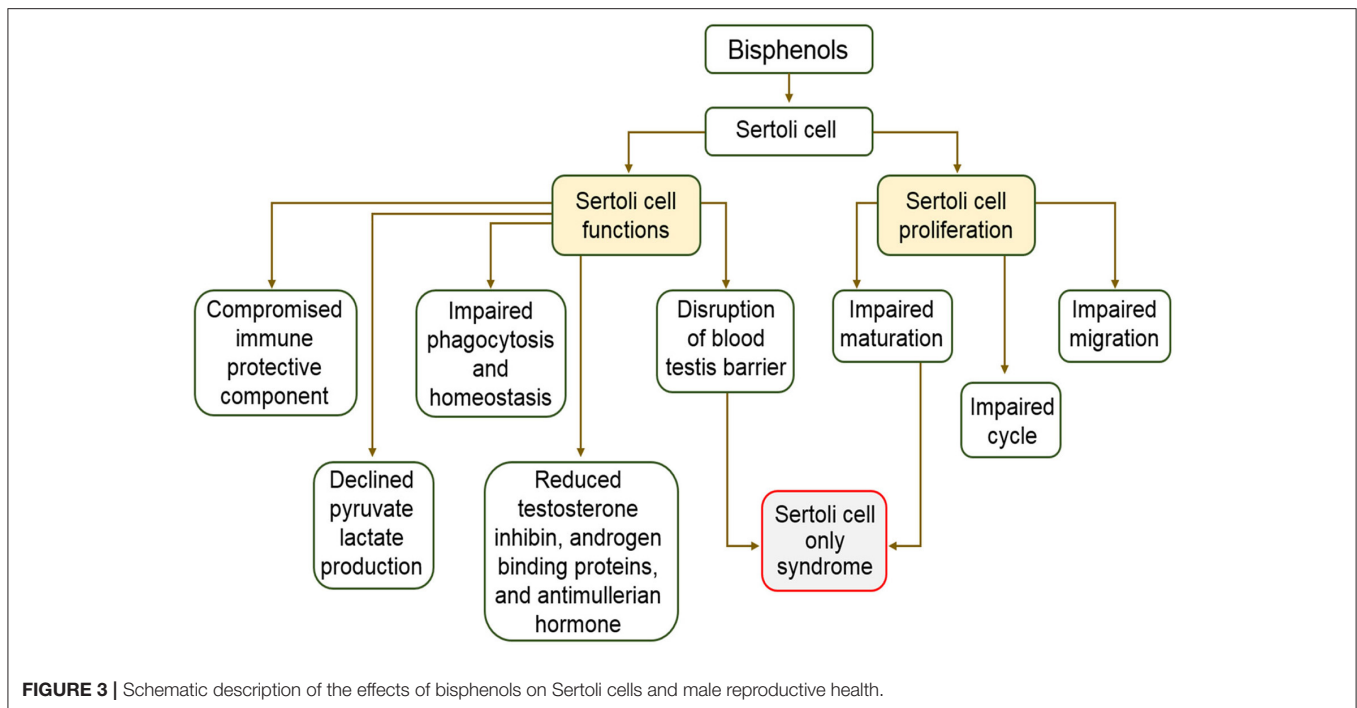 Bisphenols
Sertoli cell
Sertoli cell
functions
Sertoli cell
proliferation
Compromised
immune
protective
component
Impaired
phagocytosis
and
homeostasis
Disruption
of blood
testis barrier
Impaired
maturation
Impaired
migration
Impaired
cycle
Declined
pyruvate
lactate
production
Reduced
testosterone
inhibin, androgen
binding proteins,
and antimullerian
hormone
Sertoli cell
only
syndrome
FIGURE 3 | Schematic description of the effects of bisphenols on Sertoli cells and male reproductive health.